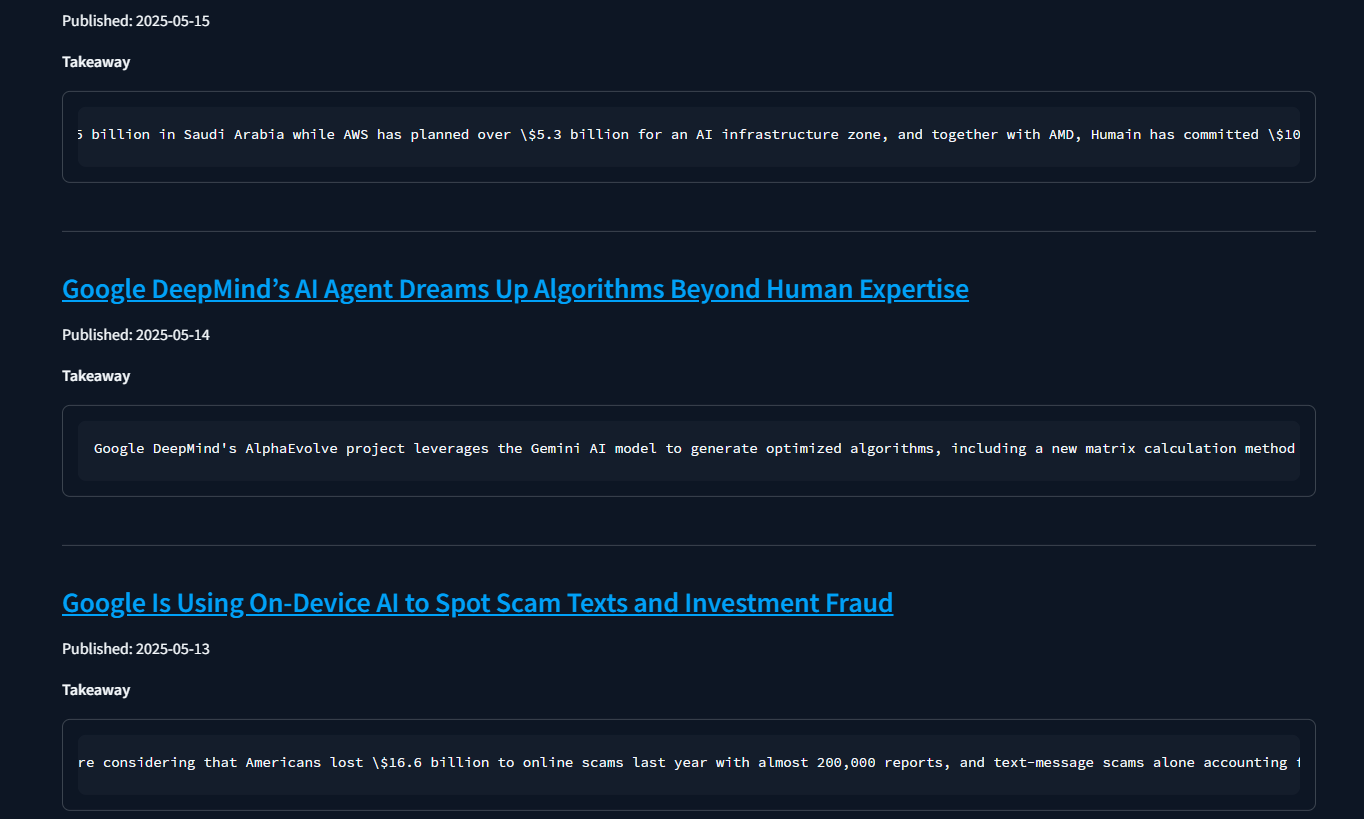 Published: 2025-05-15
Takeaway
billion in Saudi Arabia while AWS has planned over \$5.3 billion for an AI infrastructure zone, and together with AMD, Humain has committed \$10
Google DeepMind’s AI Agent Dreams Up Algorithms Beyond Human Expertise
Published: 2025-05-14
Takeaway
Google DeepMind's AlphaEvolve project leverages the Gemini AI model to generate optimized algorithms, including a new matrix calculation method
Google Is Using On-Device AI to Spot Scam Texts and Investment Fraud
Published: 2025-05-13
Takeaway
re considering that Americans lost \$16.6 billion to online scams last year with almost 200,000 reports, and text-message scams alone accounting